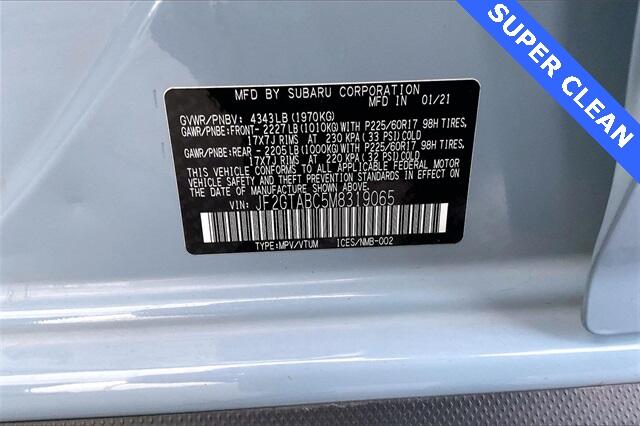 SUPER CLEAN
MFD BY SUBARU CORPORATION
MFD IN 01/21
GVWR/PNBV: 4343LB(1970KG)
GAWR/PNBE:FRONT- 2227LB(1010KG)WITH P225/60R17 98H TIRES,
17X7J RIMS AT 230 KPA (33 PSI)COLD
GAWR/PNBE:REAR - 2205LB(1000KG)WITH P225/60R17 98H TIRES,
17X7J RIMS AT 220 KPA (32 PSI)COLD
THIS VEHICLE CONFORMS TO ALL APPLICABLE FEDERAL MOTOR
VEHICLE SAFETY AND THEFT PREVENTION STANDARDS IN EFFECT
ON THE DATE OF MANUFACTURE SHOWN ABOVE.
VIN: JF2GTABC5M8319065
TYPE:MPV/VTUM ICES/NMB-002